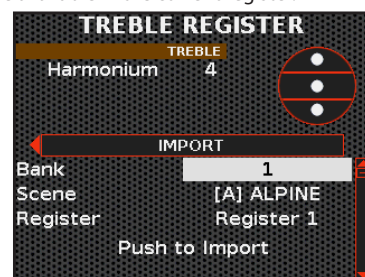 TREBLE REGISTER
TREBLE
Harmonium 4
IMPORT
Bank 1
Scene [A] ALPINE
Register Register 1
Push to Import